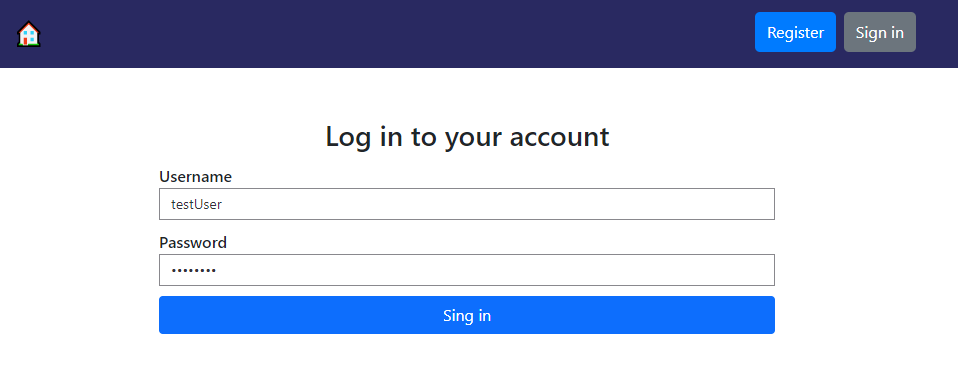 Register Sign in
Log in to your account
Username
testUser
Password
••••••••
Sing in